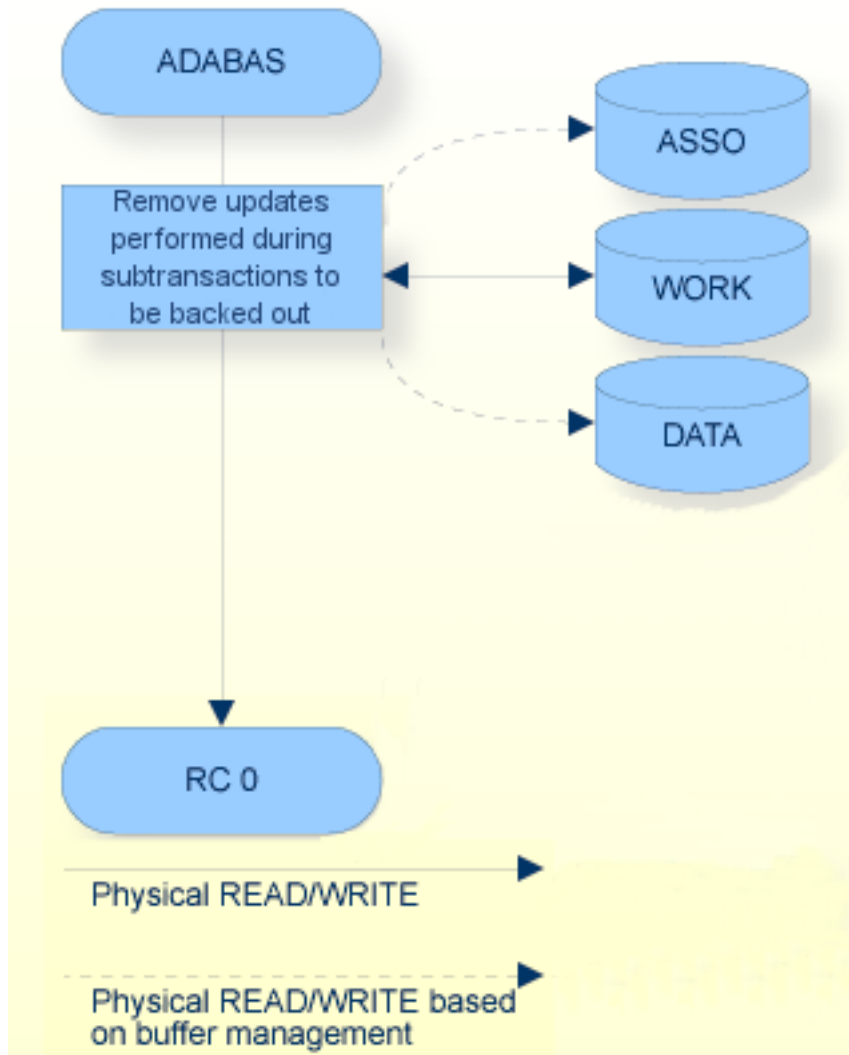 ADABAS
Remove updates
performed during
subtransactions to
be backed out
ASSO
WORK
DATA
RC 0
Physical READ/WRITE
Physical READ/WRITE based
on buffer management